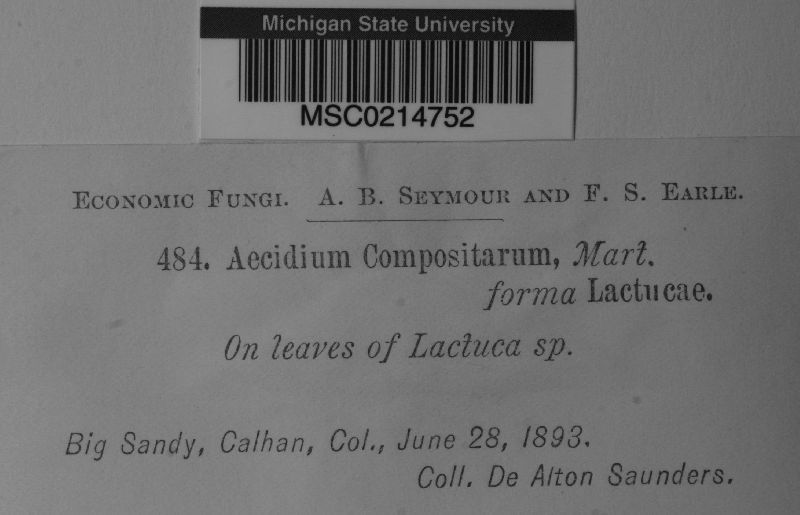 Michigan State University
MSC0214752
Economic Fungi. A. B. Seymour and F. S. Earle.
484. Aecidium Compositarum, Mart.
forma Lactucae.
On leaves of Lactuca sp.
Big Sandy, Calhan, Col., June 28, 1893.
Coll. De Alton Saunders.